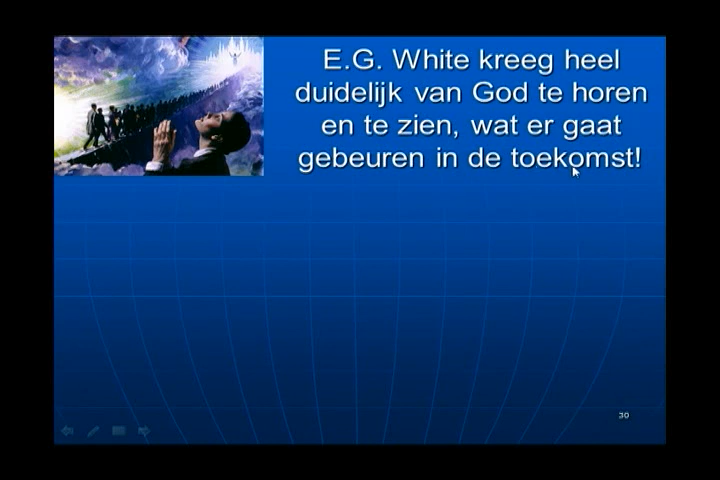 E.G. White kreeg heel
duidelijk van God te horen
en te zien, wat er gaat
gebeuren in de toekomst!
30